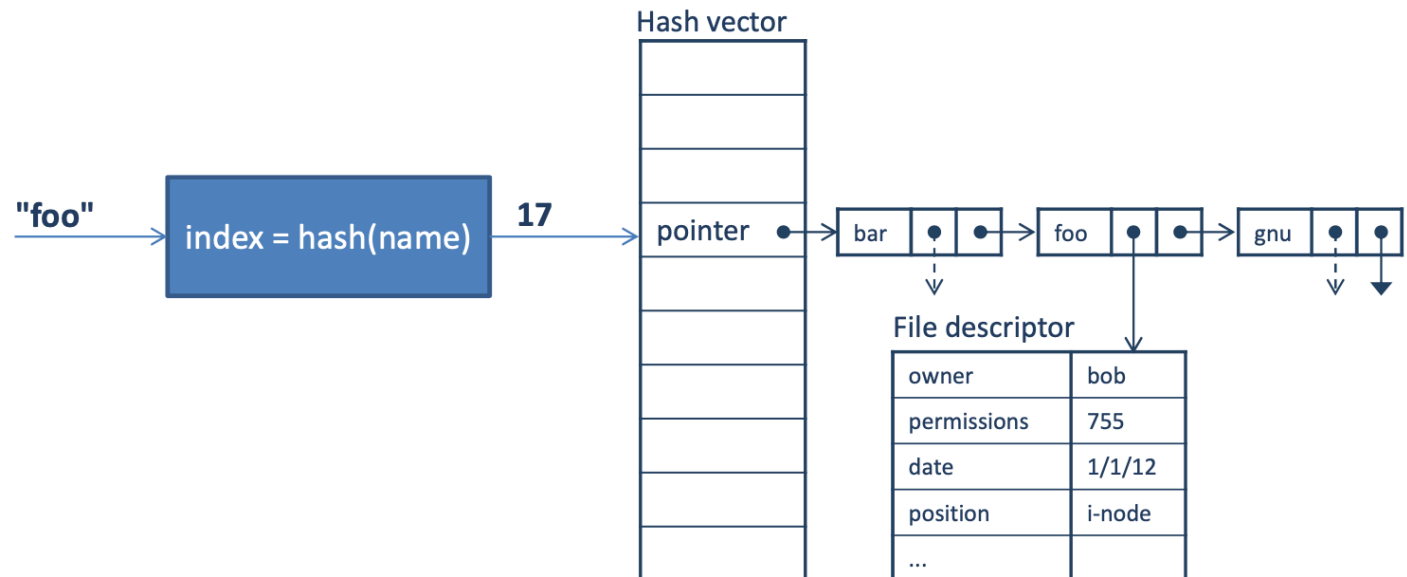 Hash vector
"foo"
index = hash(name)
17
pointer
bar
foo
gnu
File descriptor
owner bob
permissions 755
date 1/1/12
position i-node
...